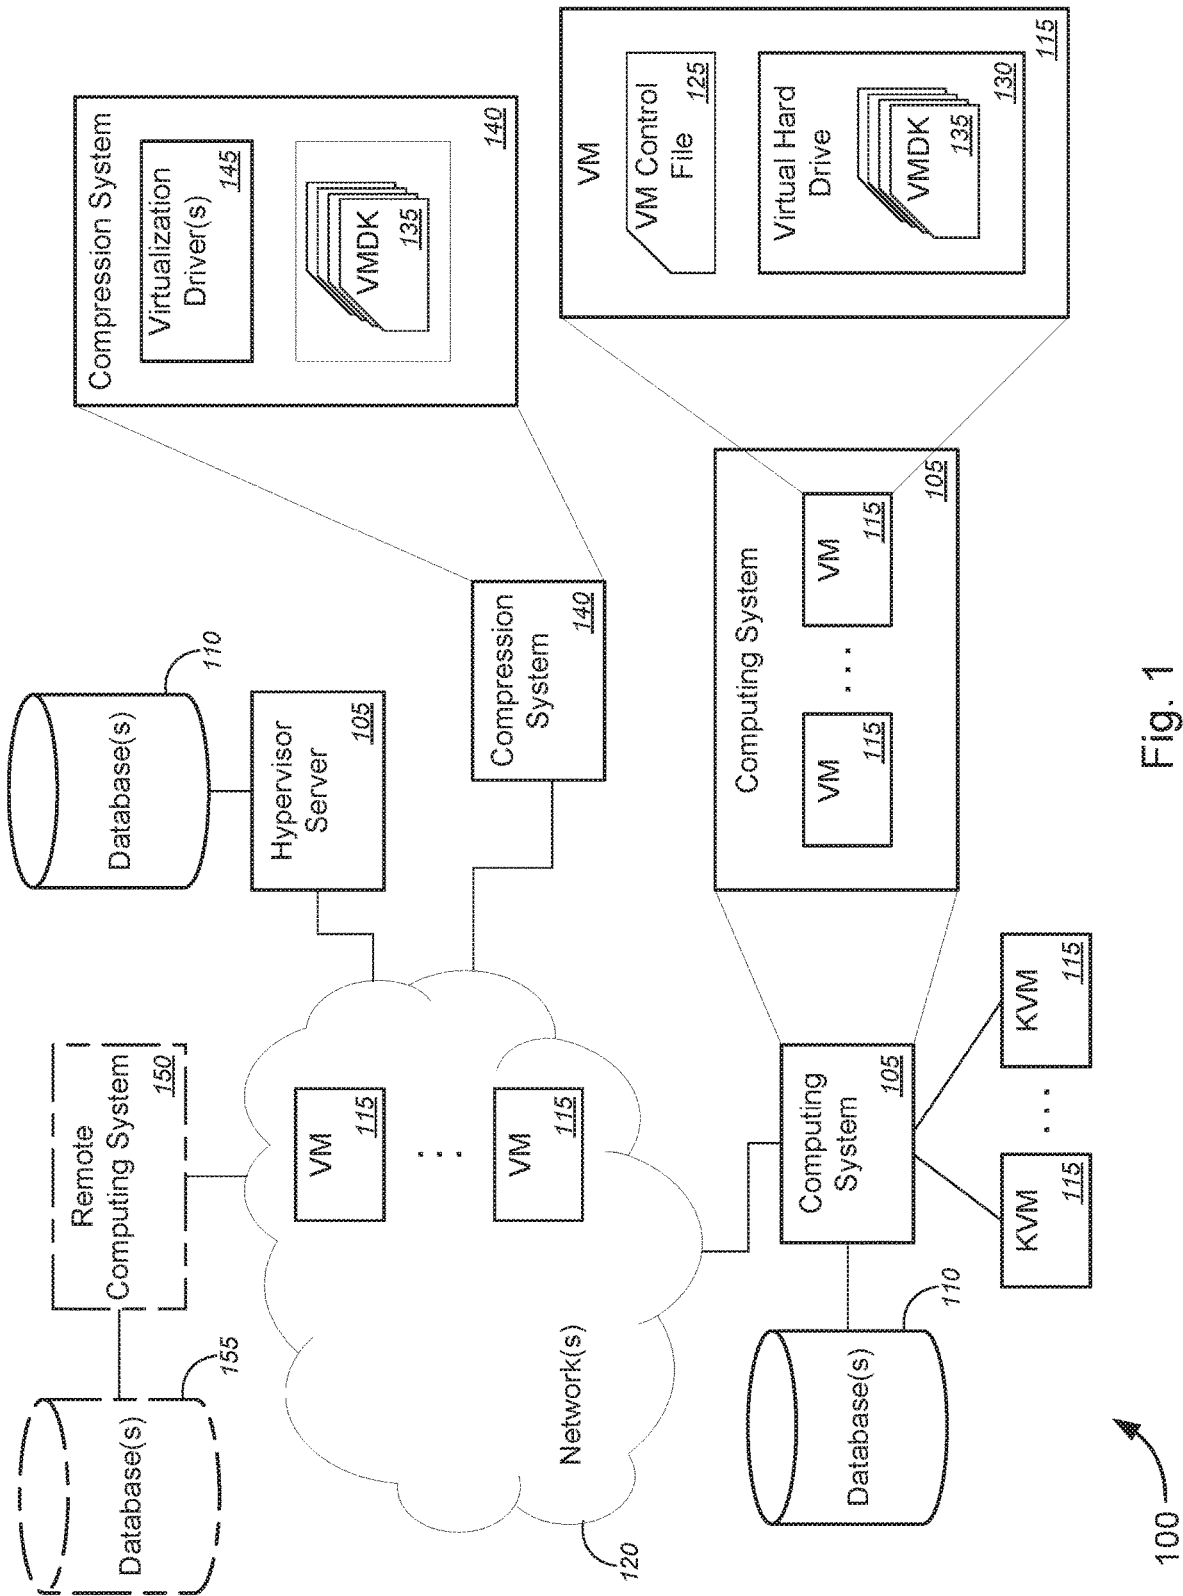 Database(s)
155
Remote
Computing System
150
Database(s)
110
Hypervisor
Server
105
Compression System
Virtualization
Driver(s)
145
VMDK
135
140
VM
115
. . .
VM
115
Network(s)
120
Compression
System
140
Database(s)
110
Computing
System
105
KVM
115
. . .
KVM
115
Computing System
VM
115
. . .
VM
115
105
VM
VM Control
File
125
Virtual Hard
Drive
VMDK
135
130
115
100
Fig. 1